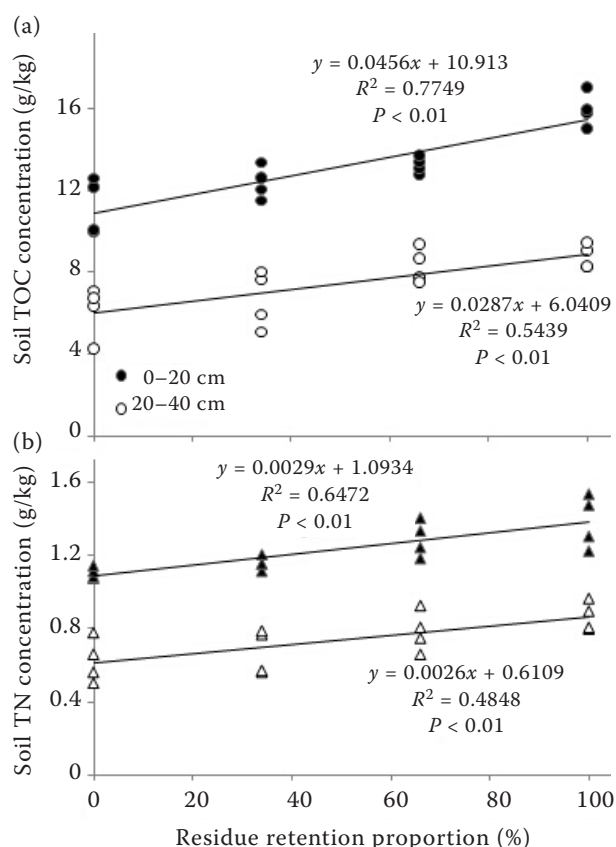 (a)
Soil TOC concentration (g/kg)
16
12
8
4
0
y = 0.0456x + 10.913
R² = 0.7749
P < 0.01
y = 0.0287x + 6.0409
R² = 0.5439
P < 0.01
0–20 cm
20–40 cm
(b)
Soil TN concentration (g/kg)
1.6
1.2
0.8
0.4
0
y = 0.0029x + 1.0934
R² = 0.6472
P < 0.01
y = 0.0026x + 0.6109
R² = 0.4848
P < 0.01
0 20 40 60 80 100
Residue retention proportion (%)